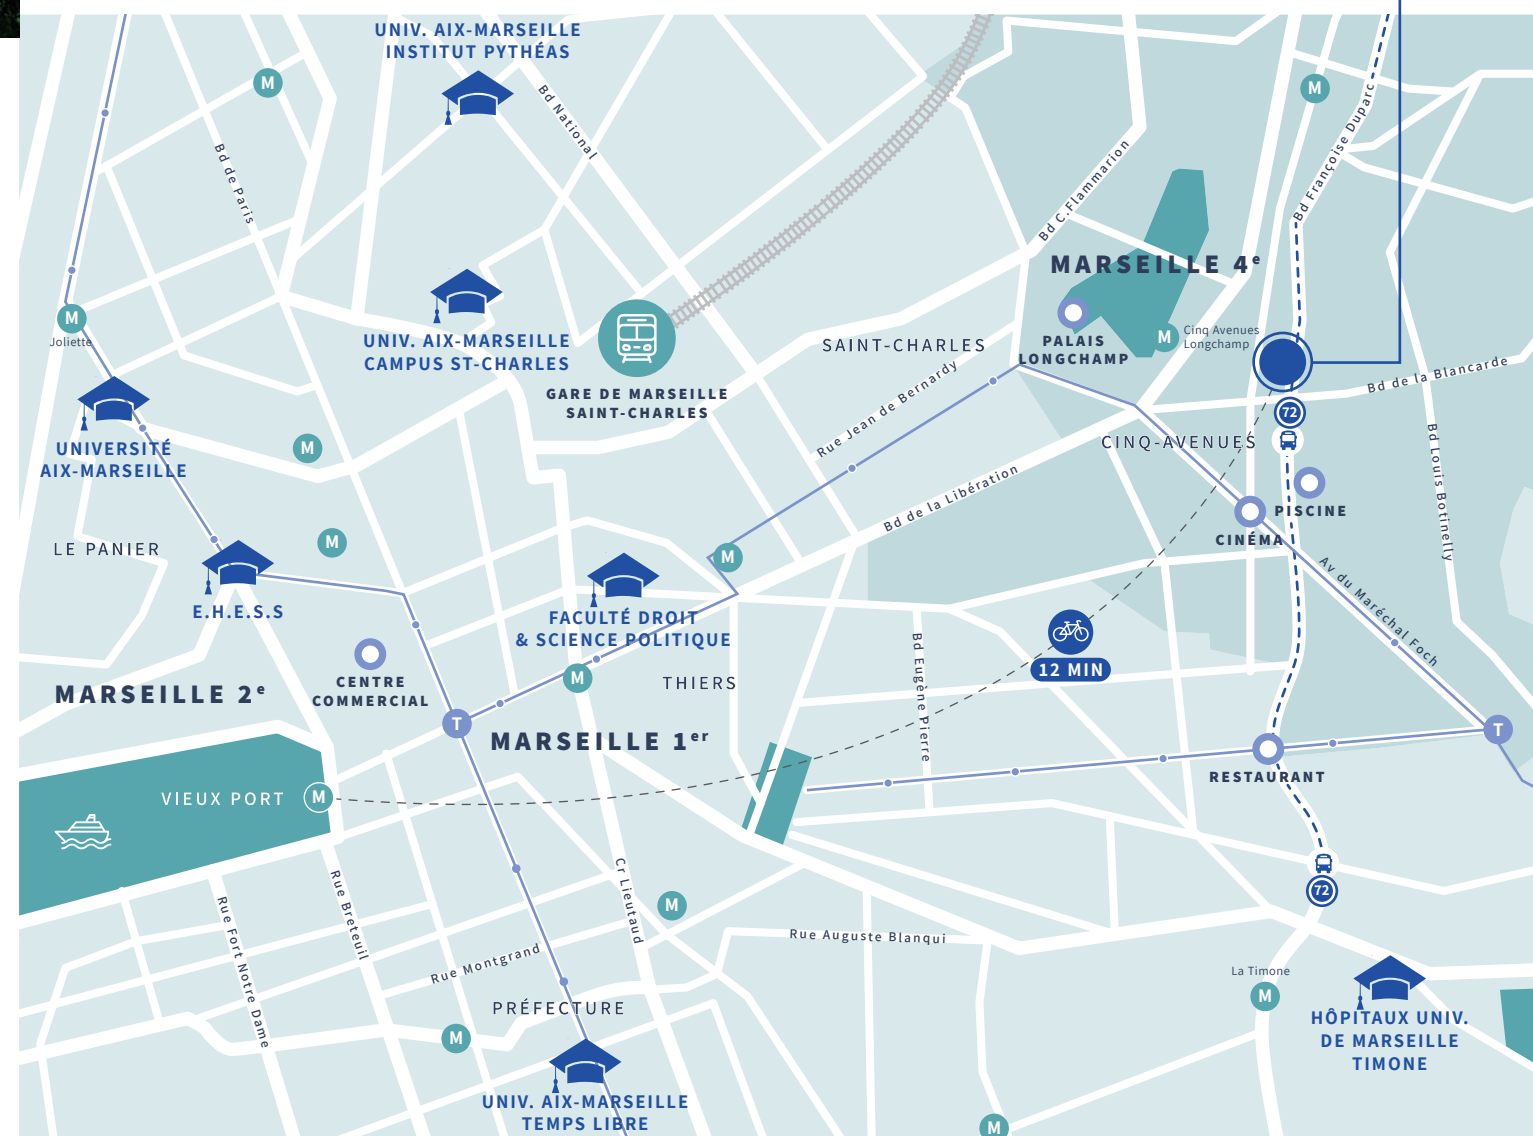 UNIV. AIX-MARSEILLE
INSTITUT PYTHÉAS
M
M
Bd National
Bd de Paris
Bd Françoise Duparc
Bd C.Flammarion
MARSEILLE 4e
M
Joliette
UNIV. AIX-MARSEILLE
CAMPUS ST-CHARLES
GARE DE MARSEILLE
SAINT-CHARLES
SAINT-CHARLES
PALAIS
LONGCHAMP
M
Cinq Avenues
Longchamp
Bd de la Blancarde
Rue Jean de Bernardy
72
CINQ-AVENUES
UNIVERSITÉ
AIX-MARSEILLE
M
Bd de la Libération
Bd Louis Botinelly
PISCINE
CINÉMA
LE PANIER
M
M
Av du Maréchal Foch
E.H.E.S.S
FACULTÉ DROIT
& SCIENCE POLITIQUE
12 MIN
Bd Eugène Pierre
M
THIERS
CENTRE
COMMERCIAL
MARSEILLE 2e
T
MARSEILLE 1er
T
RESTAURANT
VIEUX PORT
M
72
Cr Lieutaud
M
Rue Breteuil
Rue Fort Notre Dame
Rue Montgrand
Rue Auguste Blanqui
La Timone
M
PRÉFECTURE
M
HÔPITAUX UNIV.
DE MARSEILLE
TIMONE
UNIV. AIX-MARSEILLE
TEMPS LIBRE
M